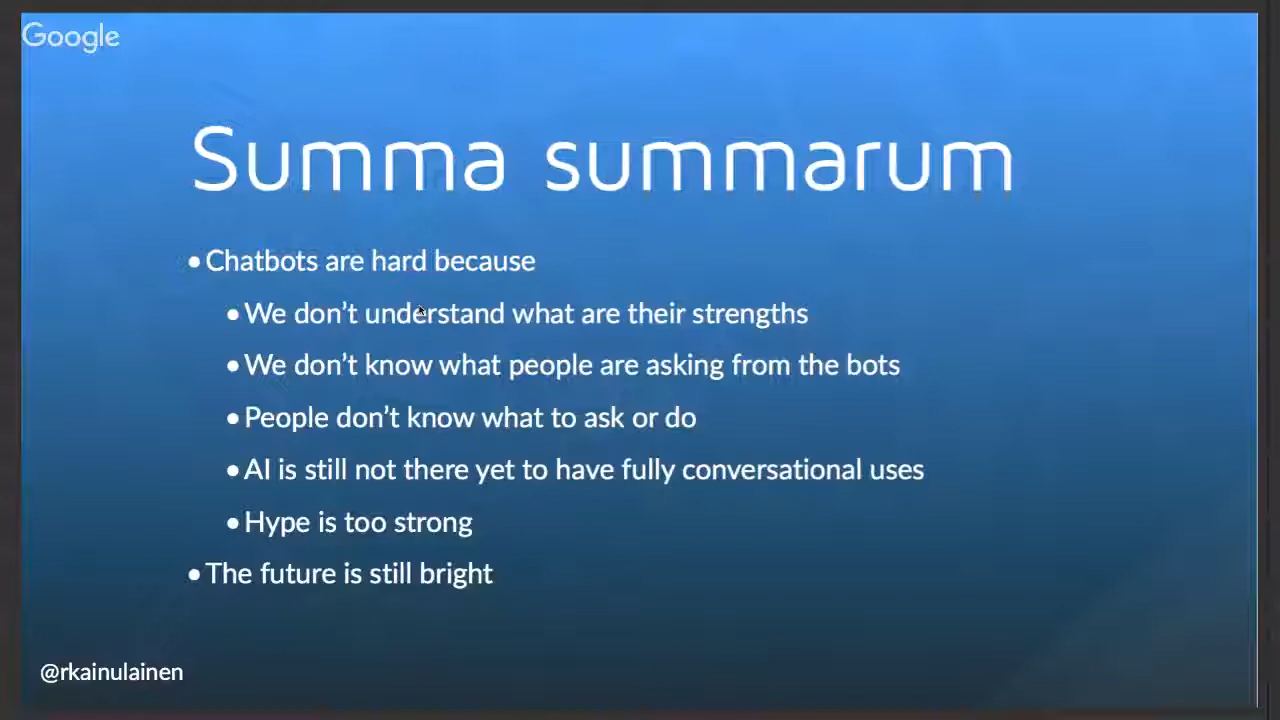 Google
Summa summarum
•Chatbots are hard because
•We don’t understand what are their strengths
•We don’t know what people are asking from the bots
•People don’t know what to ask or do
•AI is still not there yet to have fully conversational uses
•Hype is too strong
•The future is still bright
@rkainulainen